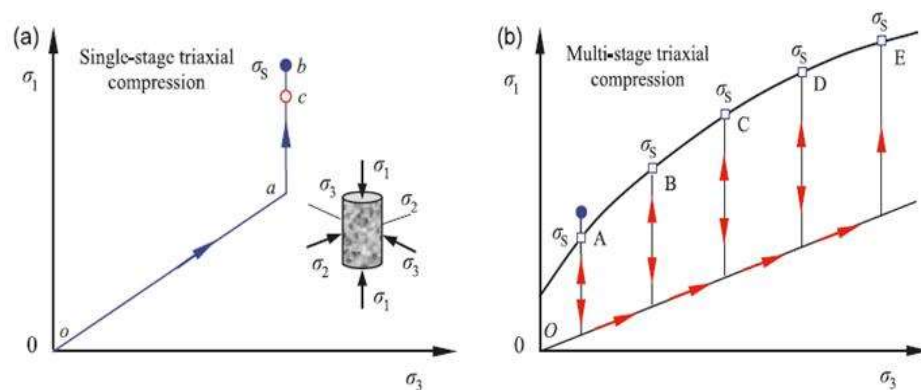 (a)
Single-stage triaxial
compression
σ₁
σₛ
b
c
a
o
0
σ₃
σ₁
σ₃
σ₂
σ₂
σ₃
σ₁
(b)
Multi-stage triaxial
compression
σ₁
σₛ
A
σₛ
B
σₛ
C
σₛ
D
σₛ
E
O
0
σ₃